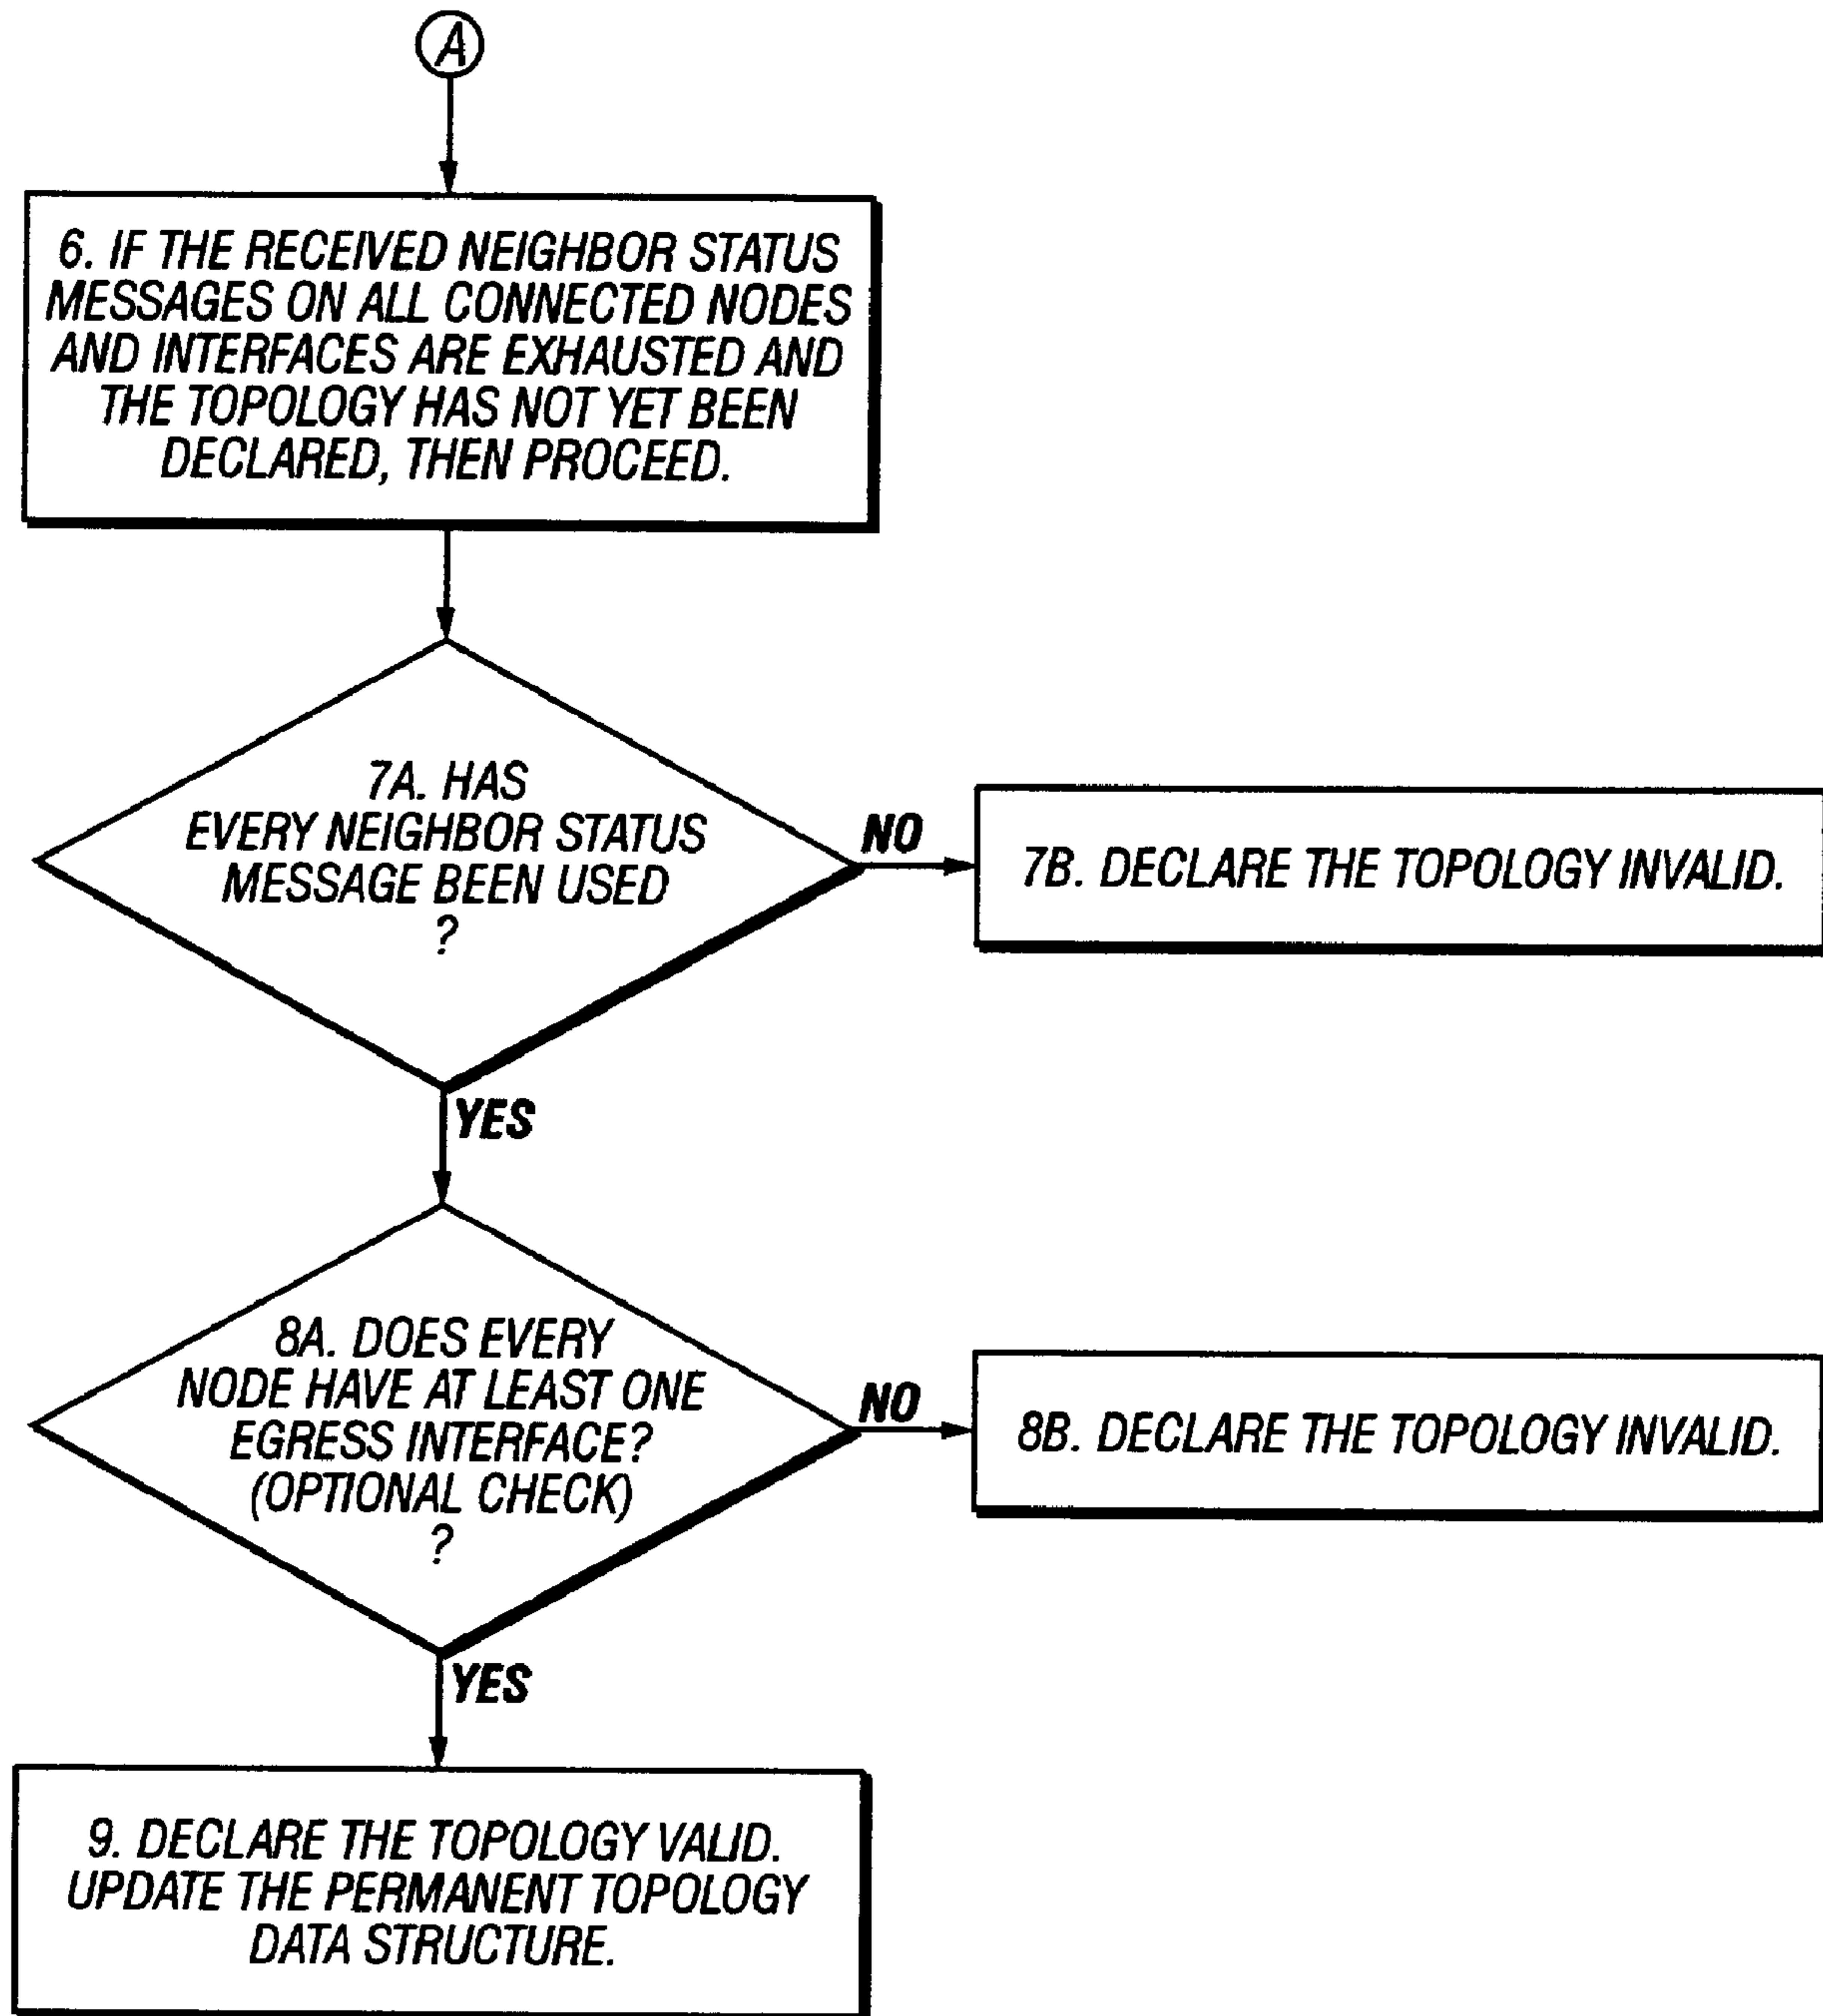 A
6. IF THE RECEIVED NEIGHBOR STATUS
MESSAGES ON ALL CONNECTED NODES
AND INTERFACES ARE EXHAUSTED AND
THE TOPOLOGY HAS NOT YET BEEN
DECLARED, THEN PROCEED.
7A. HAS
EVERY NEIGHBOR STATUS
MESSAGE BEEN USED
?
NO
7B. DECLARE THE TOPOLOGY INVALID.
YES
8A. DOES EVERY
NODE HAVE AT LEAST ONE
EGRESS INTERFACE?
(OPTIONAL CHECK)
?
NO
8B. DECLARE THE TOPOLOGY INVALID.
YES
9. DECLARE THE TOPOLOGY VALID.
UPDATE THE PERMANENT TOPOLOGY
DATA STRUCTURE.